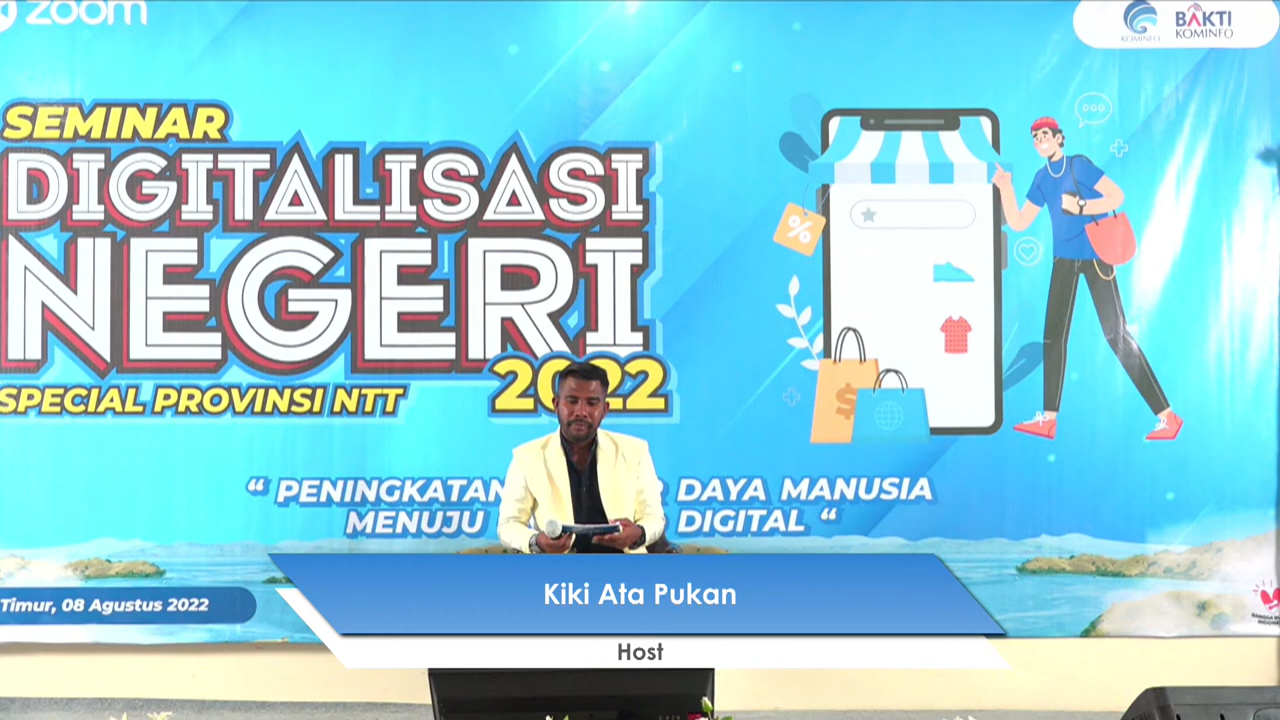 zoom
KOMINFO
BAKTI
KOMINFO
SEMINAR
DIGITALISASI
NEGERI
2022
SPECIAL PROVINSI NTT
%
$
“ PENINGKATAN DAYA MANUSIA
MENUJU DIGITAL “
Timur, 08 Agustus 2022
Kiki Ata Pukan
Host